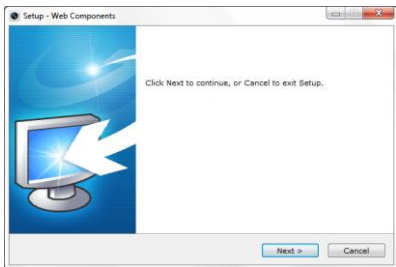 Setup - Web Components
Click Next to continue, or Cancel to exit Setup.
Next >
Cancel